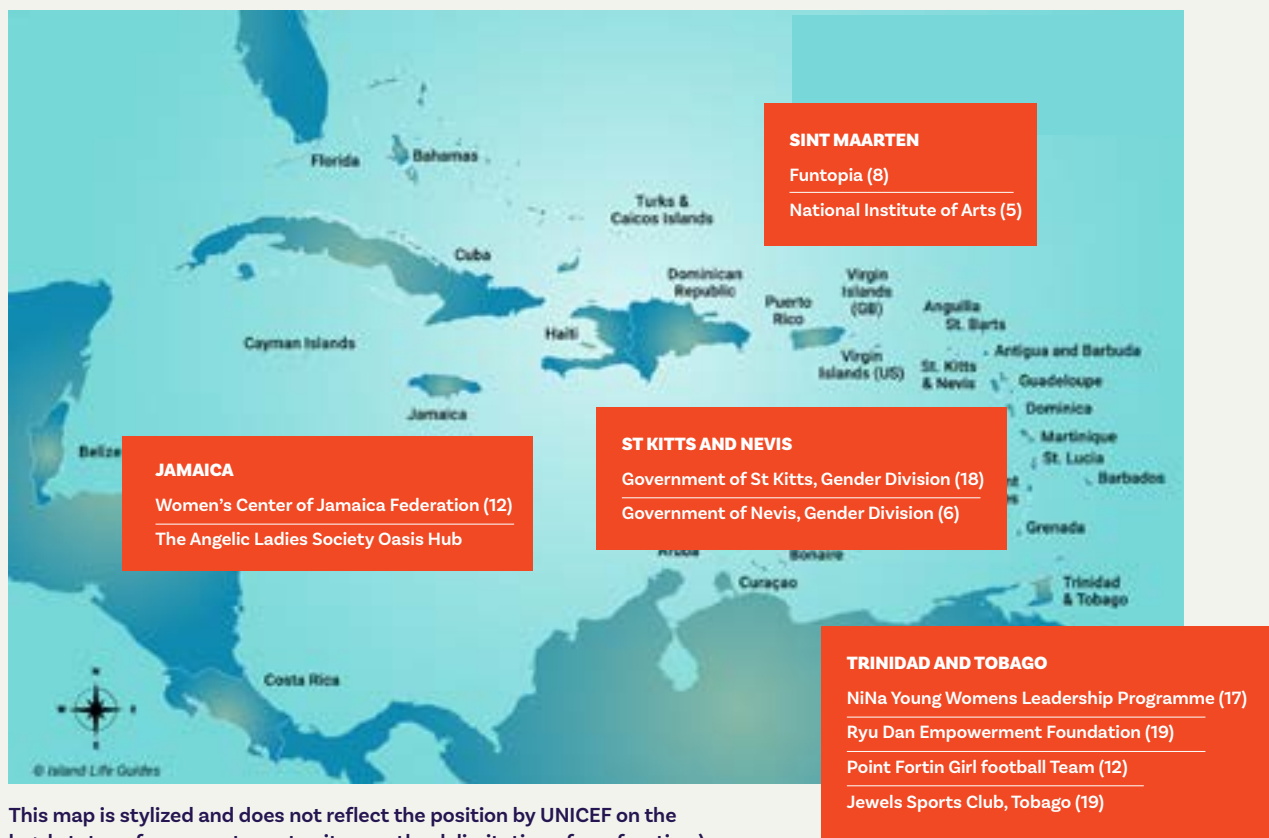 SINT MAARTEN
Funtopia (8)
National Institute of Arts (5)
Florida
Bahamas
Turks &
Caicos Islands
Cuba
Dominican
Republic
Puerto
Rico
Virgin
Islands
(GB)
Anguilla
St. Barts
Haiti
Cayman Islands
Virgin
Islands (US)
St. Kitts
& Nevis
Antigua and Barbuda
Guadeloupe
Jamaica
Dominica
Martinique
St. Lucia
Barbados
Belize
JAMAICA
Women's Center of Jamaica Federation (12)
The Angelic Ladies Society Oasis Hub
ST KITTS AND NEVIS
Government of St Kitts, Gender Division (18)
Government of Nevis, Gender Division (6)
Grenada
Aruba
Bonaire
Curaçao
Trinidad
& Tobago
Costa Rica
TRINIDAD AND TOBAGO
NiNa Young Womens Leadership Programme (17)
Ryu Dan Empowerment Foundation (19)
Point Fortin Girl football Team (12)
Jewels Sports Club, Tobago (19)
© Island Life Guides
This map is stylized and does not reflect the position by UNICEF on the